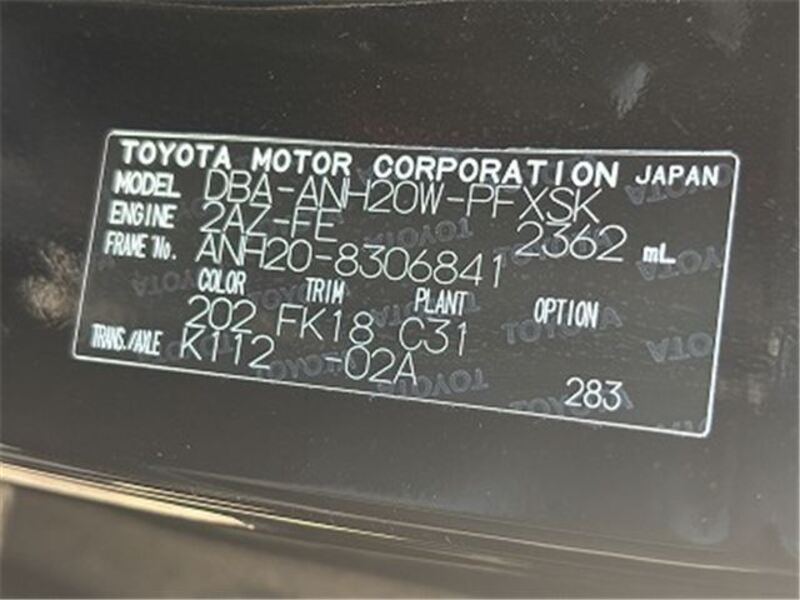 TOYOTA MOTOR CORPORATION JAPAN
MODEL DBA-ANH20W-PFXSK
ENGINE 2AZ-FE 2362 mL
FRAME No. ANH20-8306841
COLOR TRIM PLANT OPTION
202 FK18 C31
TRANS./AXLE K112 -02A 283